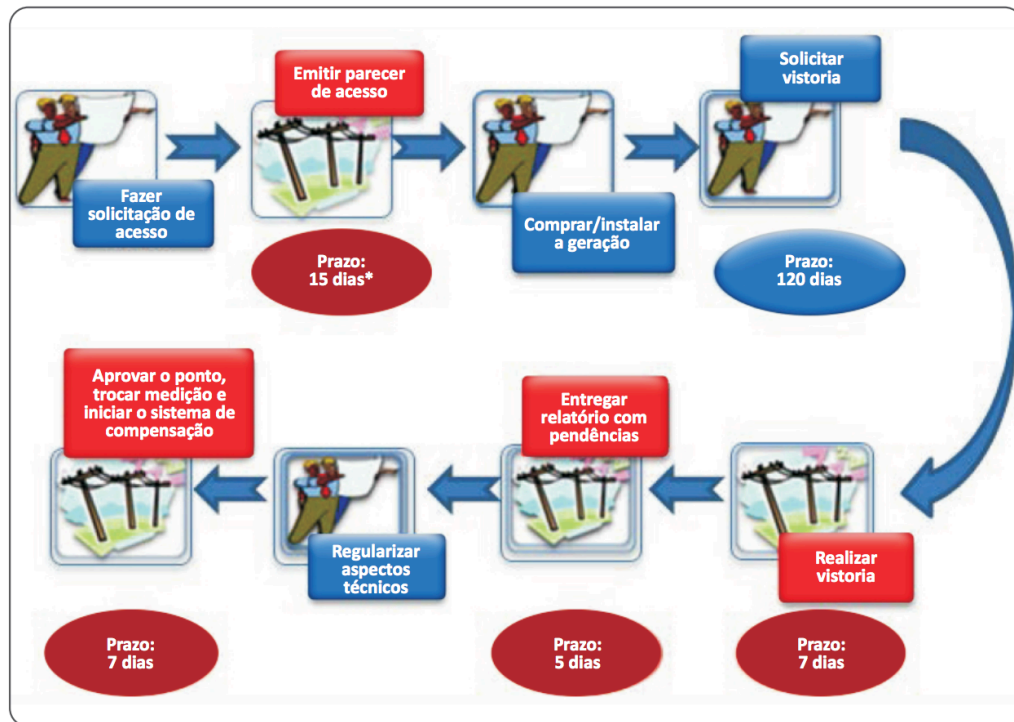 Fazer
solicitação de
acesso
Emitir parecer
de acesso
Prazo:
15 dias*
Comprar/instalar
a geração
Solicitar
vistoria
Prazo:
120 dias
Realizar
vistoria
Prazo:
7 dias
Entregar
relatório com
pendências
Prazo:
5 dias
Regularizar
aspectos
técnicos
Aprovar o ponto,
trocar medição e
iniciar o sistema de
compensação
Prazo:
7 dias